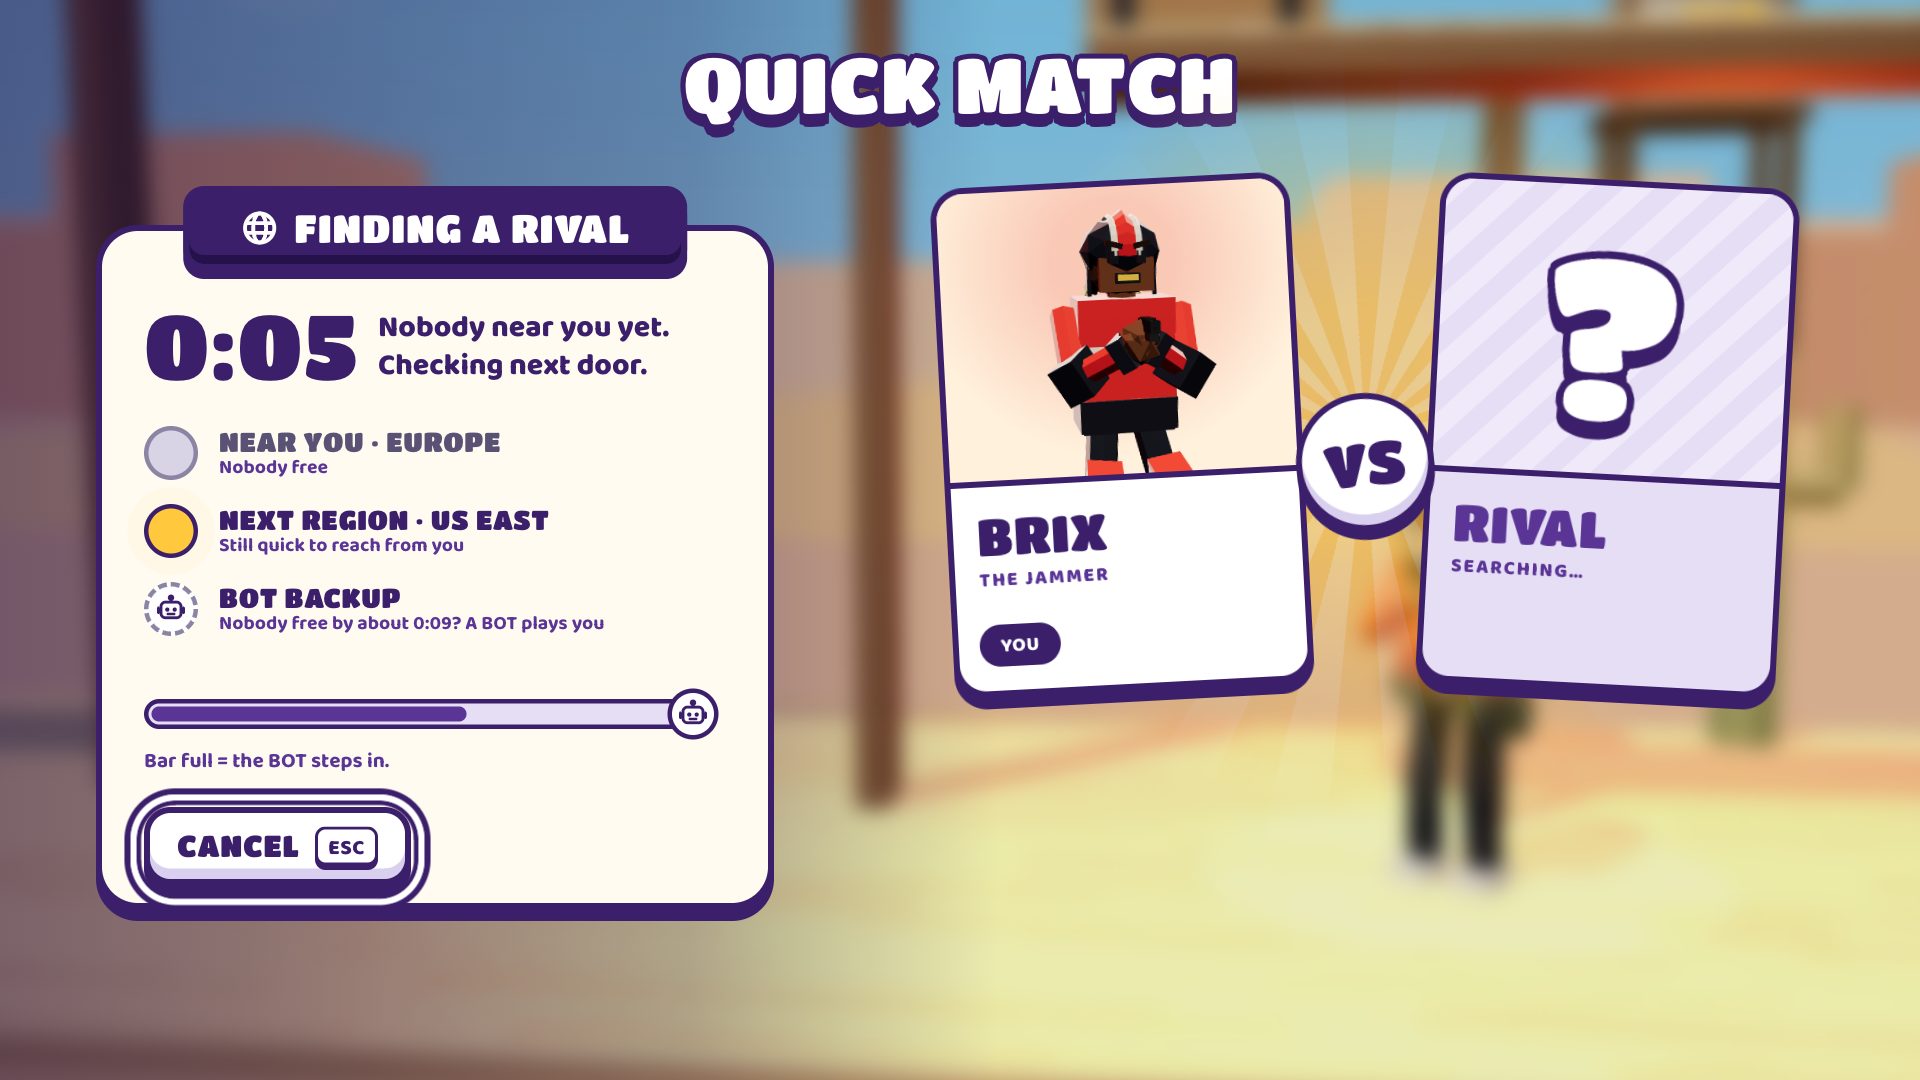 QUICK MATCH
FINDING A RIVAL
0:05
Nobody near you yet.
Checking next door.
NEAR YOU · EUROPE
Nobody free
NEXT REGION · US EAST
Still quick to reach from you
BOT BACKUP
Nobody free by about 0:09? A BOT plays you
Bar full = the BOT steps in.
CANCEL ESC
BRIX
THE JAMMER
YOU
VS
?
RIVAL
SEARCHING...